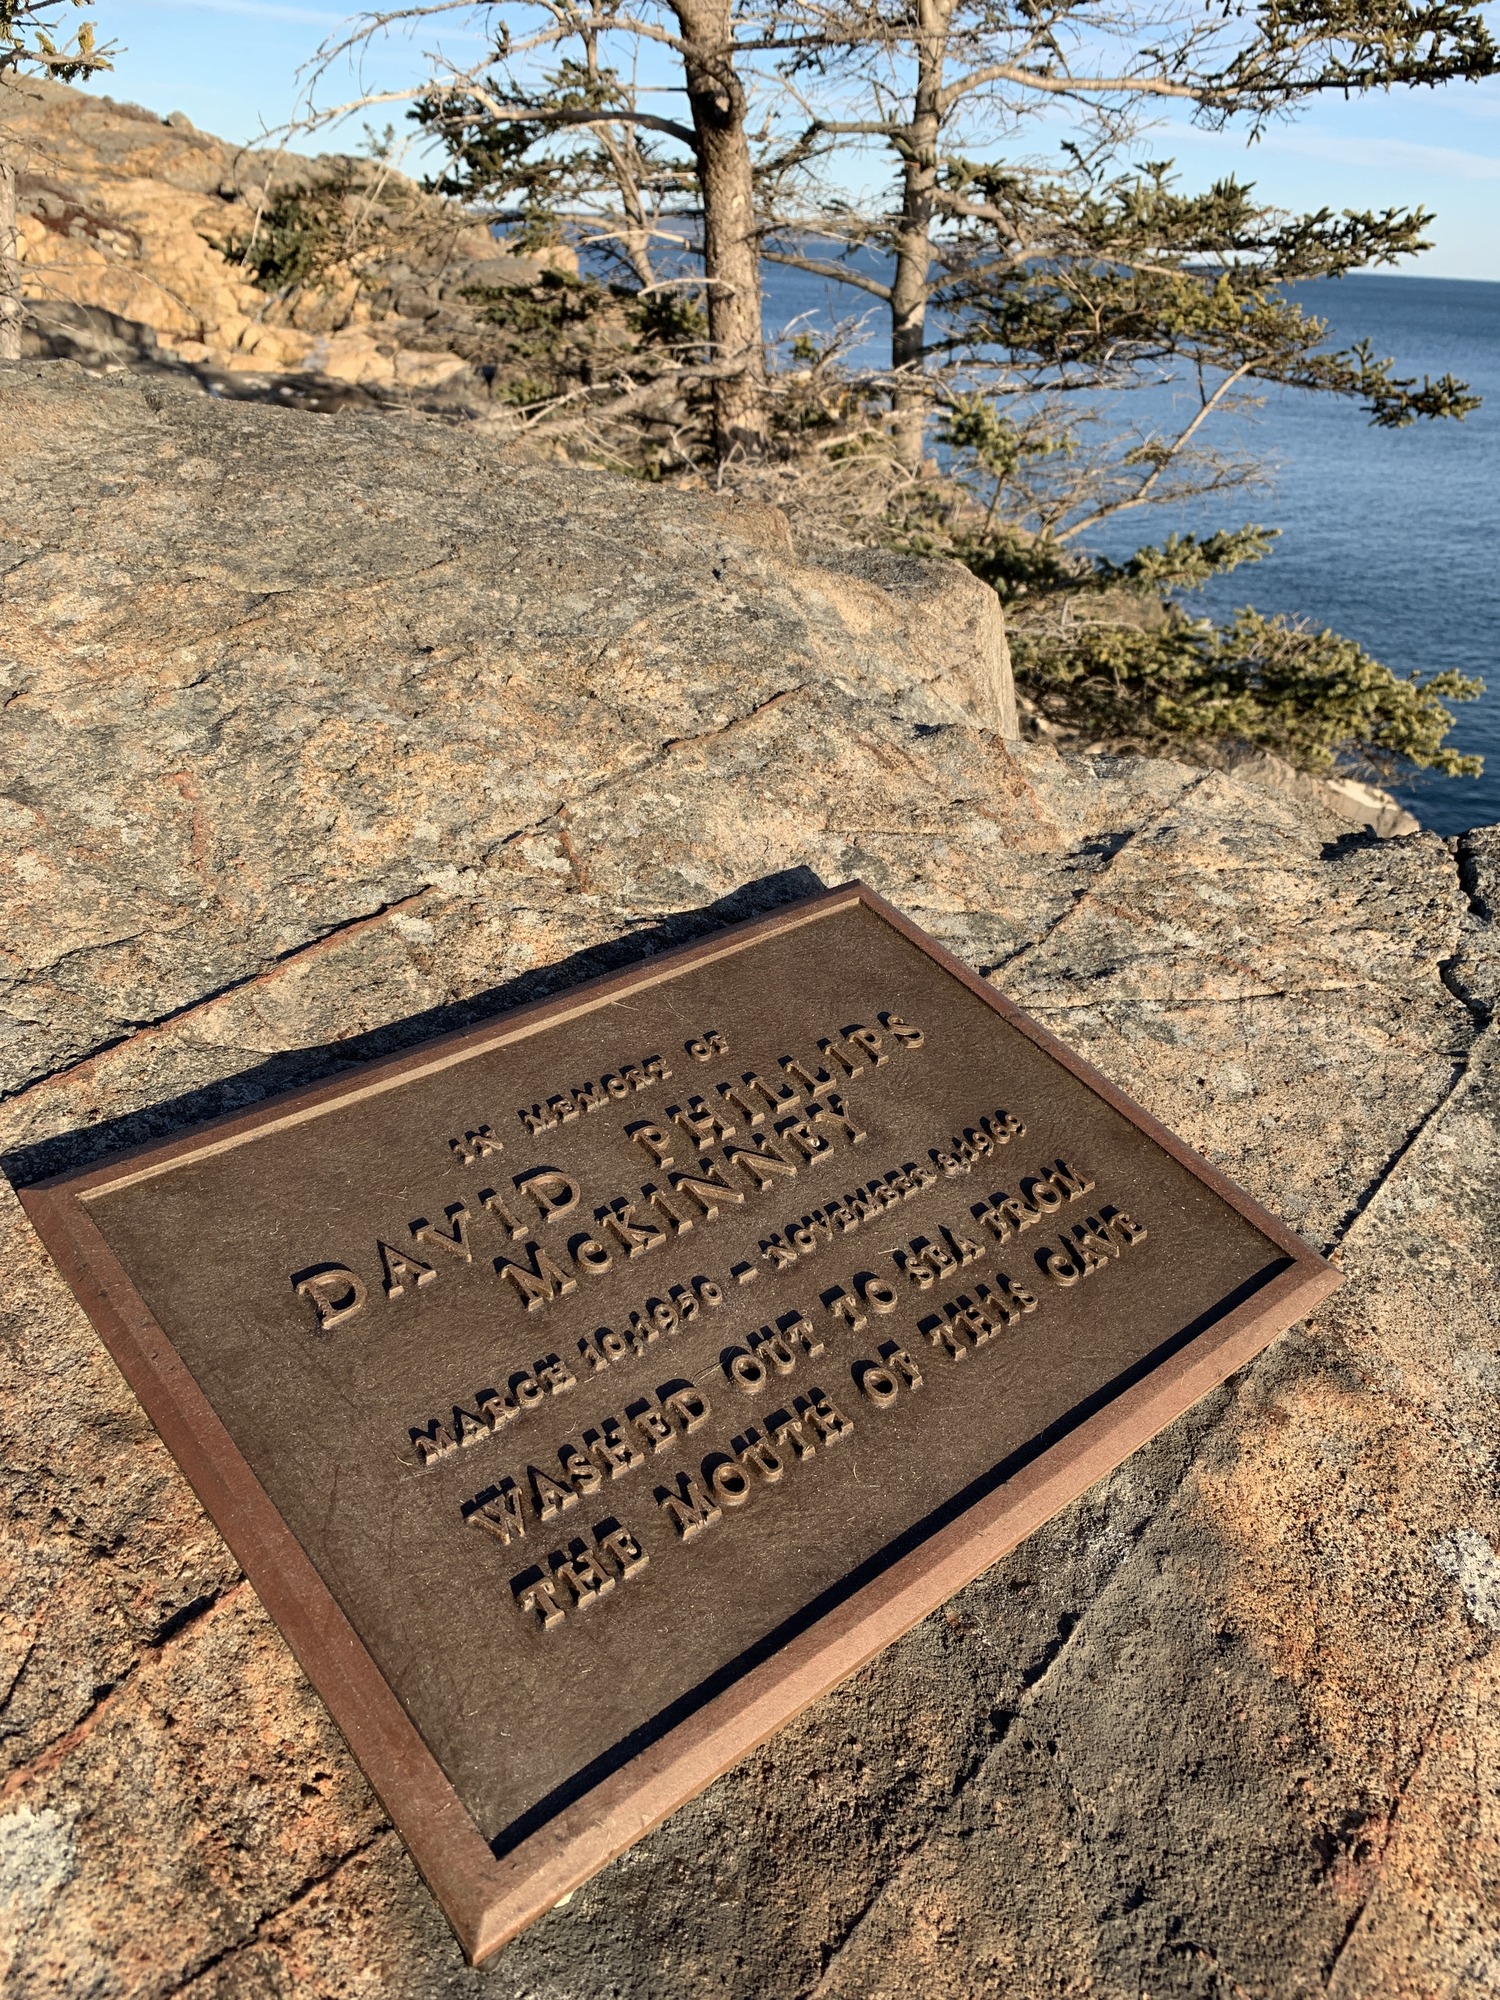 IN MEMORY OF
DAVID PHILLIPS
McKINNEY
MARCH 10, 1950 – NOVEMBER 8, 1969
WASHED OUT TO SEA FROM
THE MOUTH OF THIS CAVE